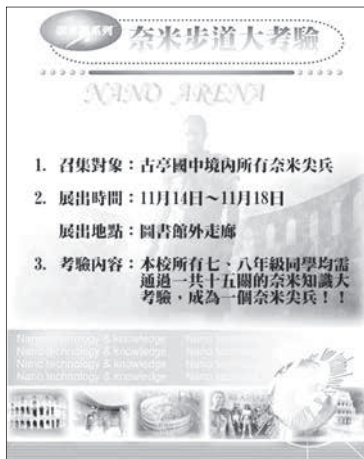 系列
奈米步道大考驗
NANO ARENA
1. 召集對象：古亭國中境內所有奈米尖兵
2. 展出時間：11月14日～11月18日
展出地點：圖書館外走廊
3. 考驗內容：本校所有七、八年級同學均需
通過一共十五關的奈米知識大
考驗，成為一個奈米尖兵！！
Nano technology & knowledge
Nano technology & knowledge
Nano technology & knowledge
Nano technology & knowledge